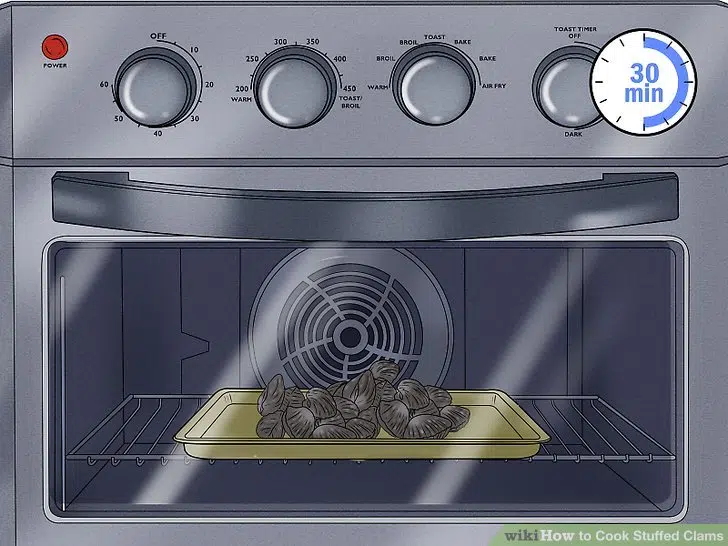 POWER
OFF
10
20
30
40
50
60
WARM
200
250
300
350
400
450
TOAST/
BROIL
WARM
BROIL
BROIL
TOAST
BAKE
BAKE
AIR FRY
TOAST TIMER
OFF
DARK
30
min
wikiHow to Cook Stuffed Clams